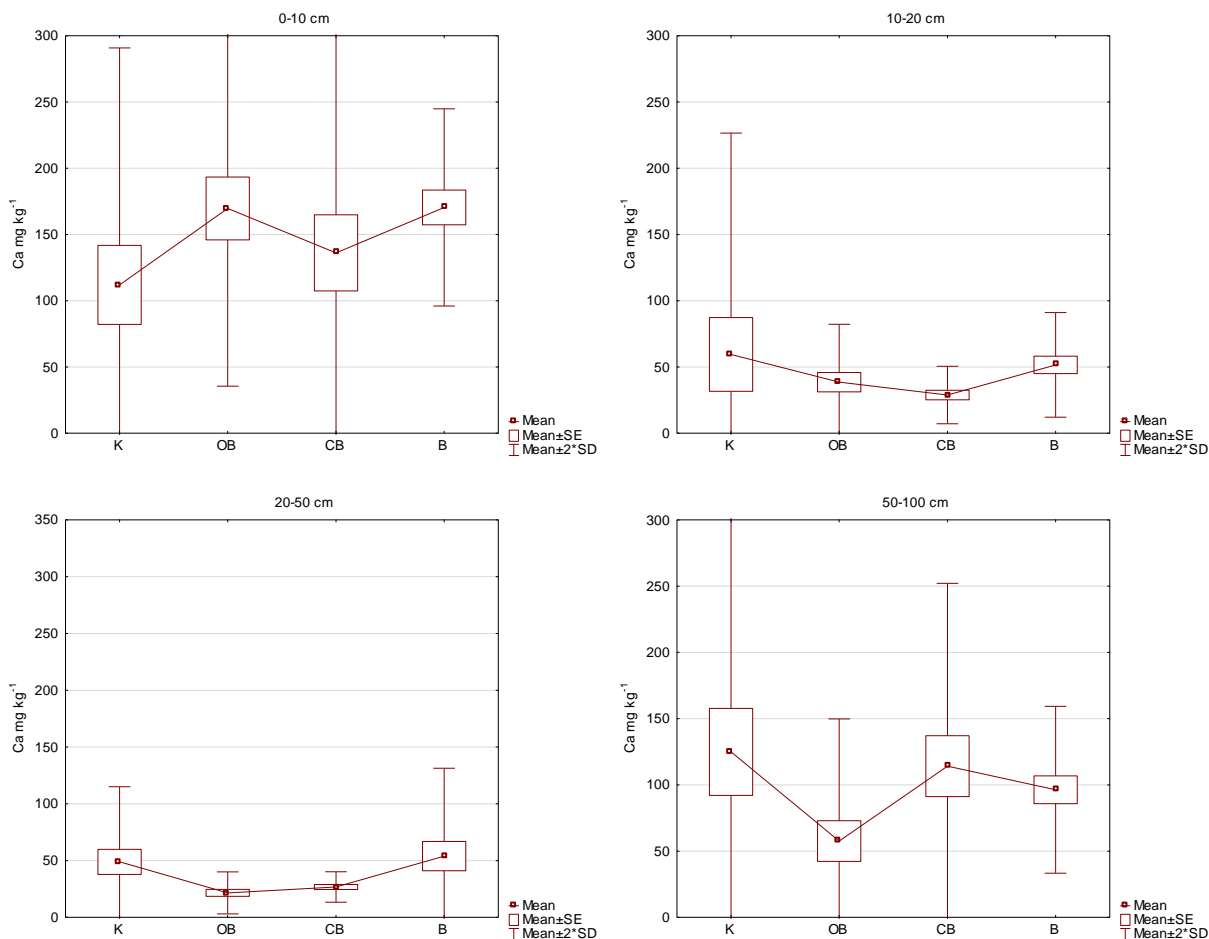 0-10 cm
300
250
200
150
100
50
0
Ca mg kg⁻¹
K OB CB B
Mean
Mean±SE
Mean±2*SD
10-20 cm
300
250
200
150
100
50
0
Ca mg kg⁻¹
K OB CB B
Mean
Mean±SE
Mean±2*SD
20-50 cm
350
300
250
200
150
100
50
0
Ca mg kg⁻¹
K OB CB B
Mean
Mean±SE
Mean±2*SD
50-100 cm
300
250
200
150
100
50
0
Ca mg kg⁻¹
K OB CB B
Mean
Mean±SE
Mean±2*SD